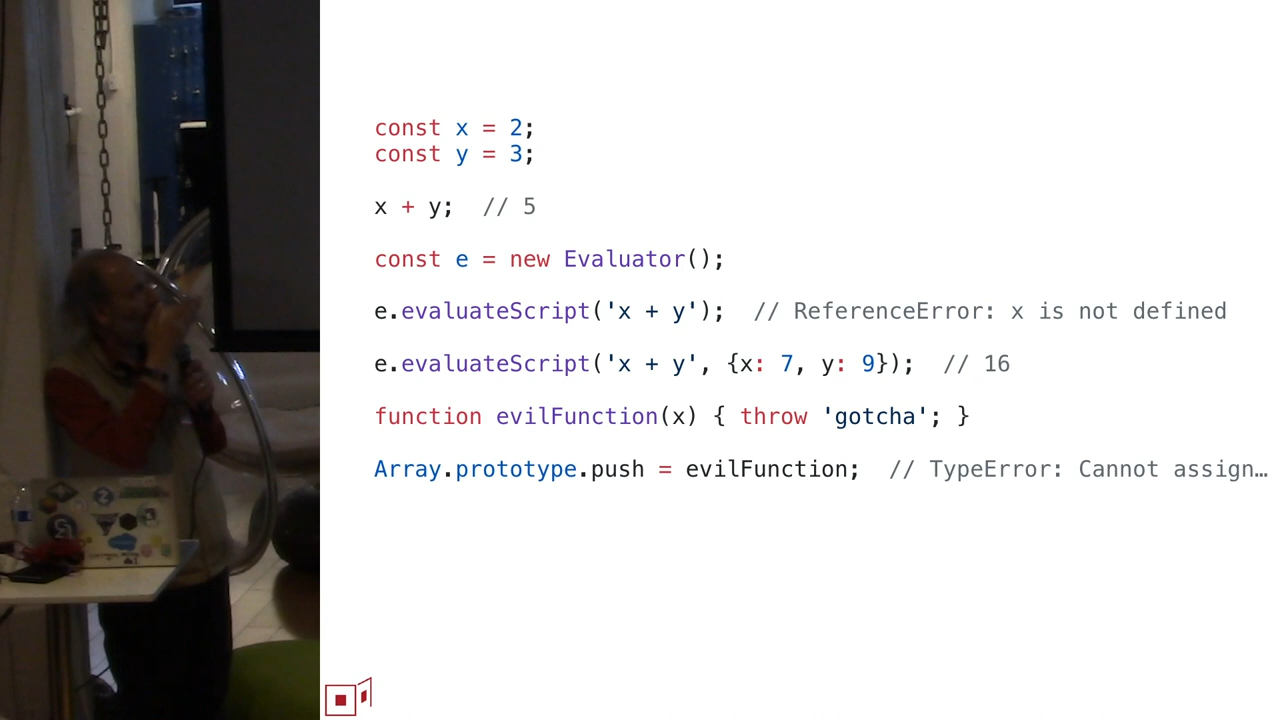 const x = 2;
const y = 3;
x + y;  // 5
const e = new Evaluator();
e.evaluateScript('x + y');  // ReferenceError: x is not defined
e.evaluateScript('x + y', {x: 7, y: 9});  // 16
function evilFunction(x) { throw 'gotcha'; }
Array.prototype.push = evilFunction;  // TypeError: Cannot assign…